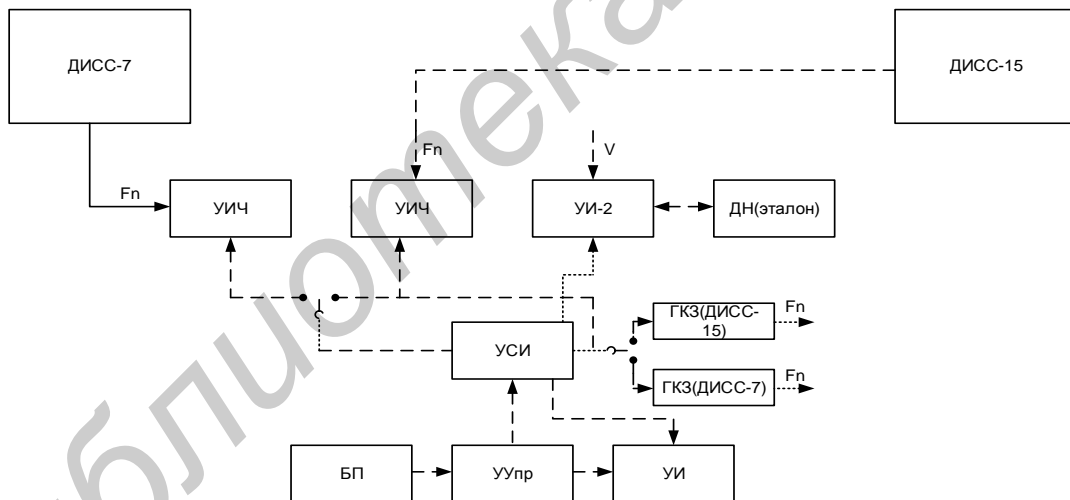 ДИСС-7
ДИСС-15
Fn
V
Fn
УИЧ
УИЧ
УИ-2
ДН(эталон)
ГКЗ(ДИСС-
15)
Fn
УСИ
ГКЗ(ДИСС-7)
Fn
БП
УУпр
УИ
блиотека